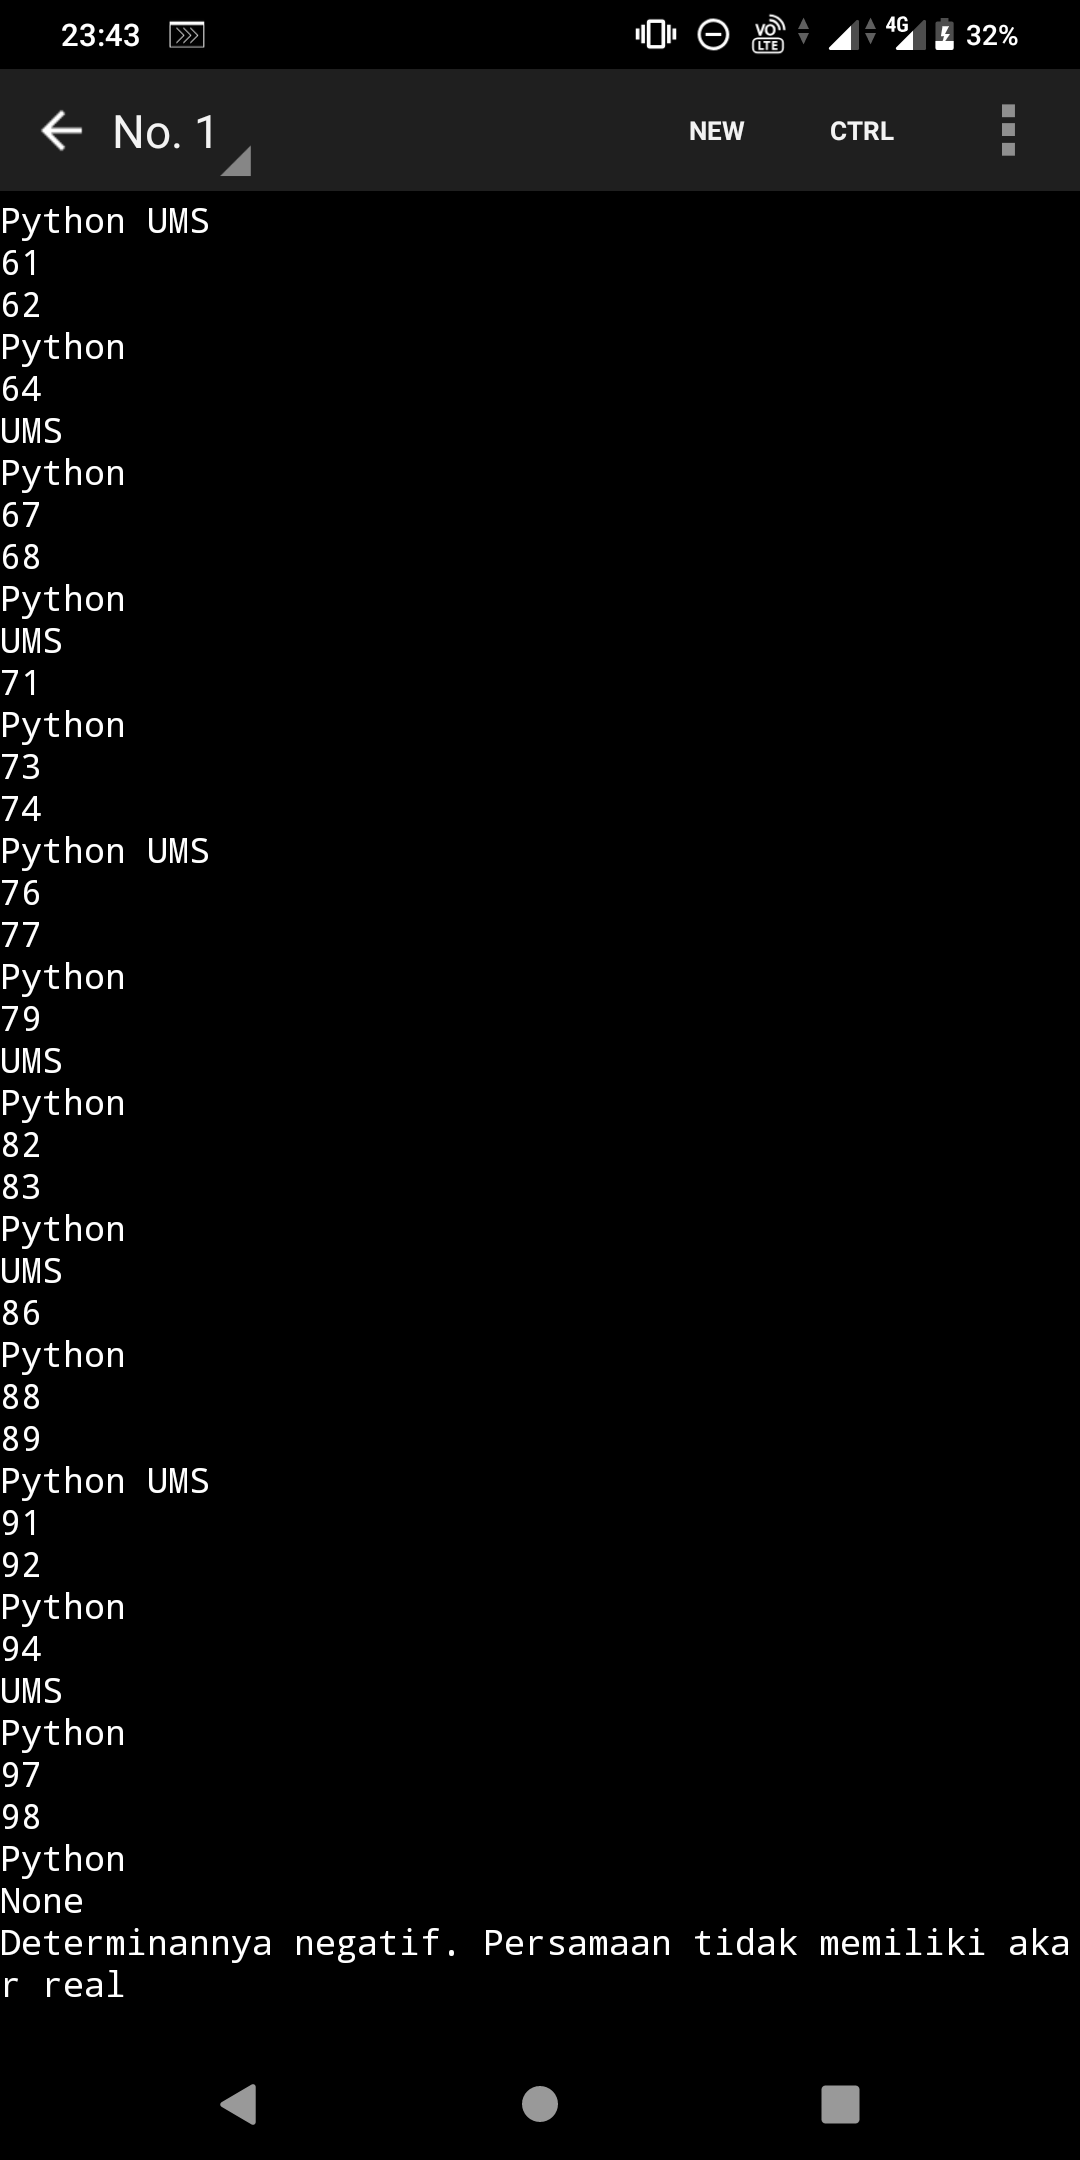 23:43
VO LTE 4G 32%
No. 1 NEW CTRL
Python UMS
61
62
Python
64
UMS
Python
67
68
Python
UMS
71
Python
73
74
Python UMS
76
77
Python
79
UMS
Python
82
83
Python
UMS
86
Python
88
89
Python UMS
91
92
Python
94
UMS
Python
97
98
Python
None
Determinannya negatif. Persamaan tidak memiliki aka
r real